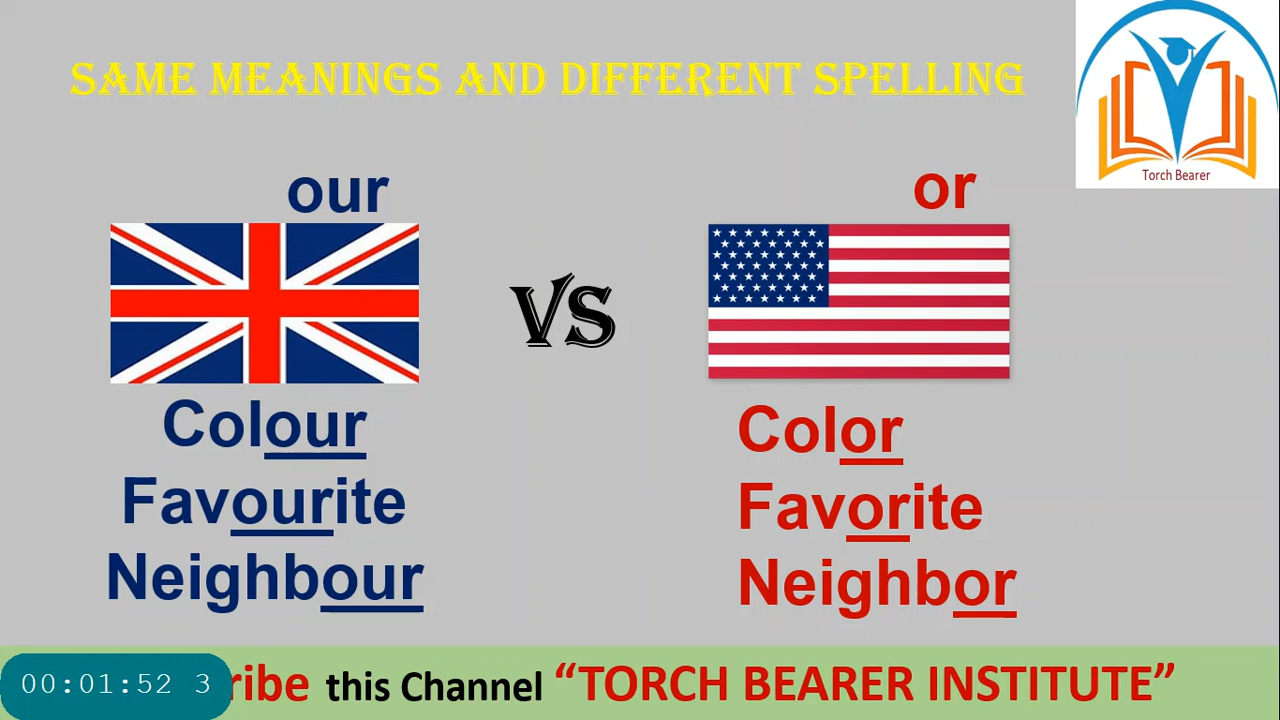 SAME MEANINGS AND DIFFERENT SPELLING
Torch Bearer
our
or
VS
Colour
Color
Favourite
Favorite
Neighbour
Neighbor
00:01:52 3
this Channel “TORCH BEARER INSTITUTE”